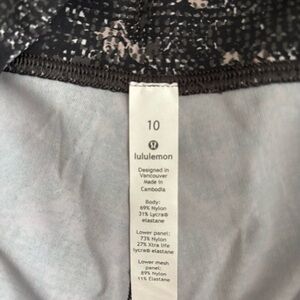 10
lululemon
Designed in
Vancouver
Made in
Cambodia
Body:
69% Nylon
31% Lycra®
elastane
Lower panel:
73% Nylon
27% Xtra life
lycra® elastane
Lower mesh
panel:
89% Nylon
11% Elastane